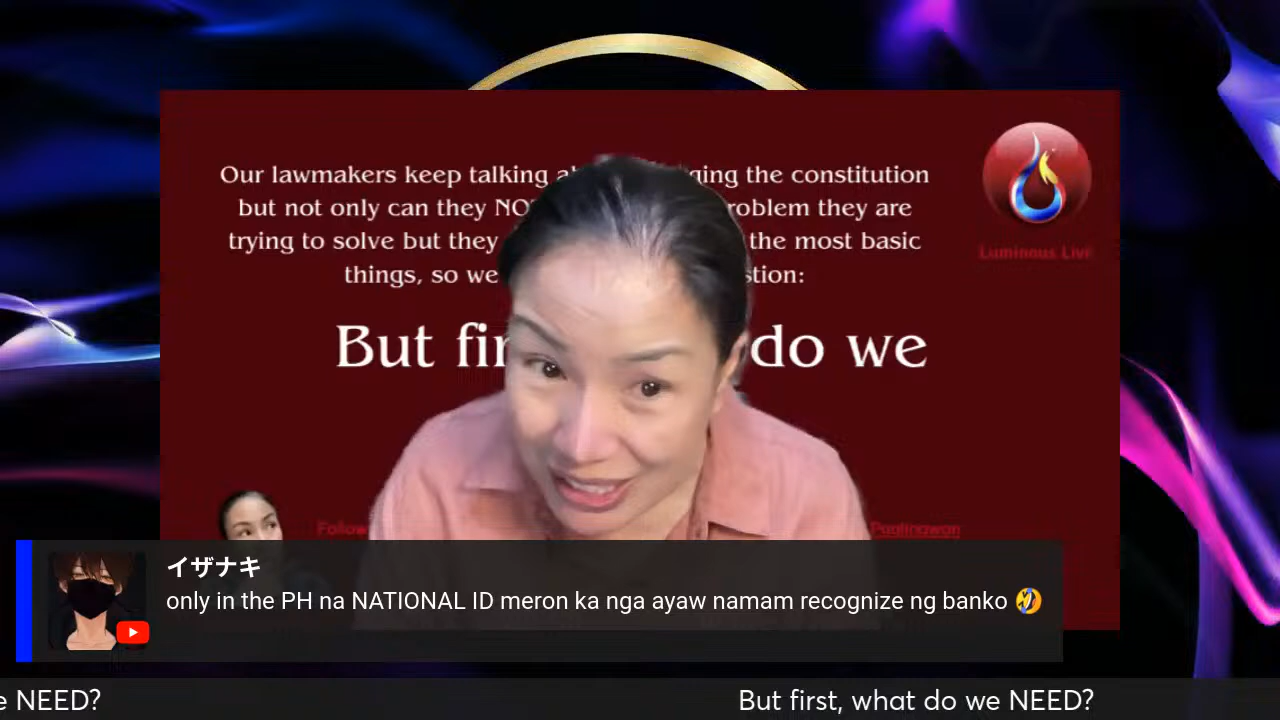 Our lawmakers keep talking ging the constitution
but not only can they roblem they are
trying to solve but they the most basic
things, so we stion:
But do we
Luminous Live
Follow
Paglinawan
イザナキ
only in the PH na NATIONAL ID meron ka nga ayaw namam recognize ng banko 🤣
e NEED? But first, what do we NEED?